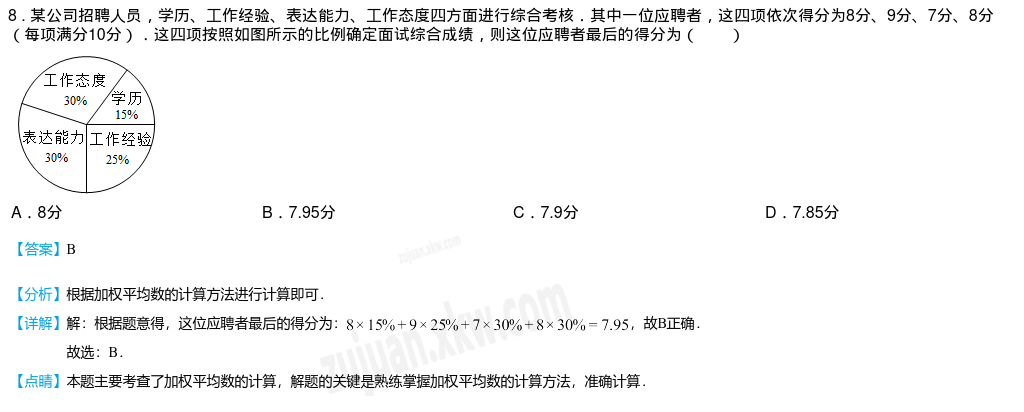 8．某公司招聘人员，学历、工作经验、表达能力、工作态度四方面进行综合考核．其中一位应聘者，这四项依次得分为8分、9分、7分、8分
（每项满分10分）．这四项按照如图所示的比例确定面试综合成绩，则这位应聘者最后的得分为（　　）
工作态度
30%
学历
15%
表达能力
30%
工作经验
25%
A．8分 B．7.95分 C．7.9分 D．7.85分
【答案】B
【分析】根据加权平均数的计算方法进行计算即可．
【详解】解：根据题意得，这位应聘者最后的得分为：8×15%+9×25%+7×30%+8×30%=7.95，故B正确．
故选：B．
【点睛】本题主要考查了加权平均数的计算，解题的关键是熟练掌握加权平均数的计算方法，准确计算．
zujuan.xkw.com
zujuan.xkw.com